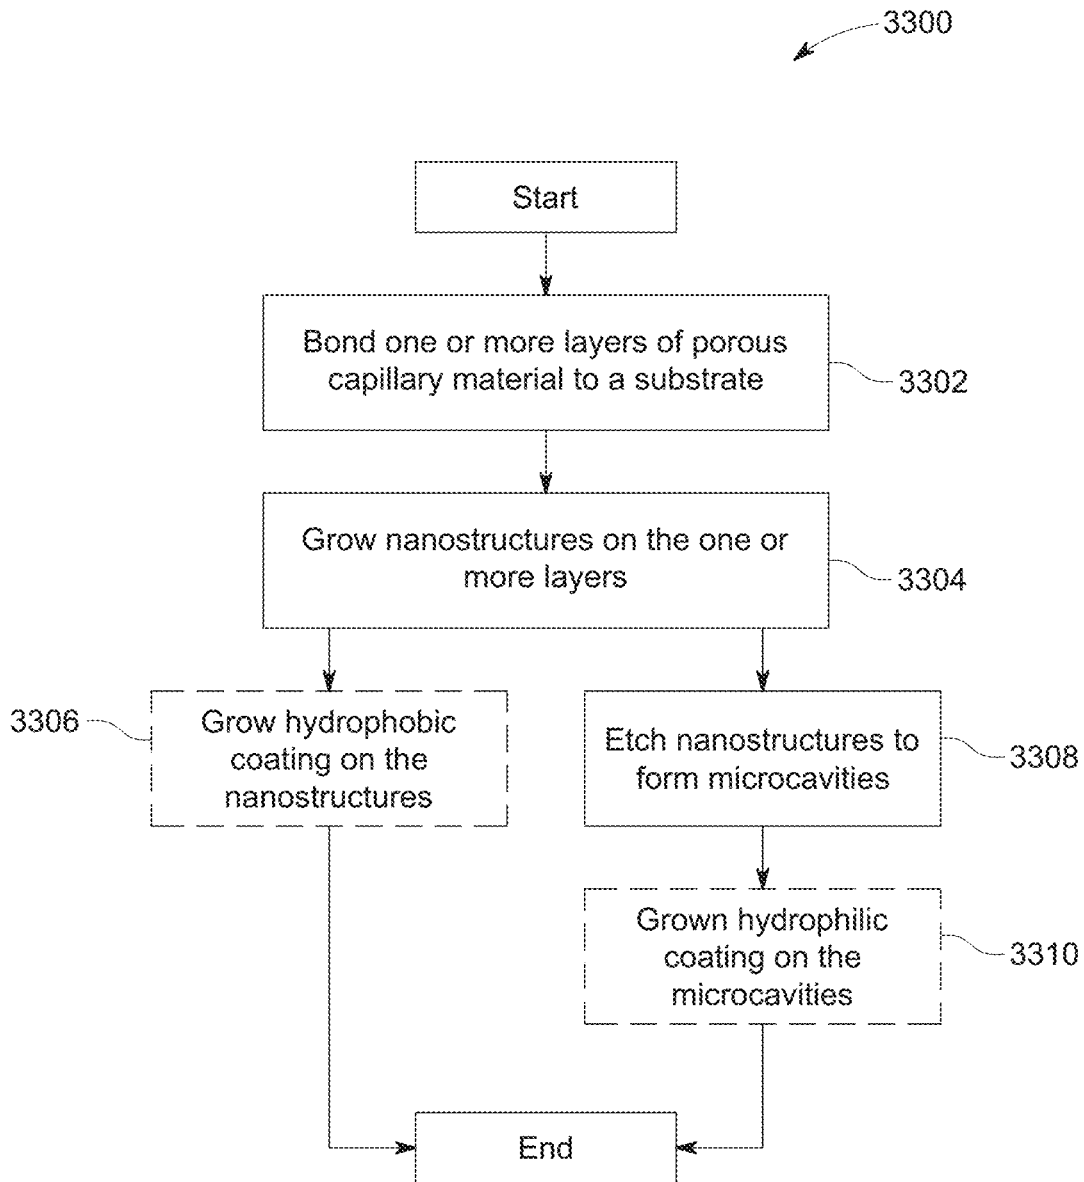 3300
Start
Bond one or more layers of porous
capillary material to a substrate
3302
Grow nanostructures on the one or
more layers
3304
3306
Grow hydrophobic
coating on the
nanostructures
Etch nanostructures to
form microcavities
3308
Grown hydrophilic
coating on the
microcavities
3310
End